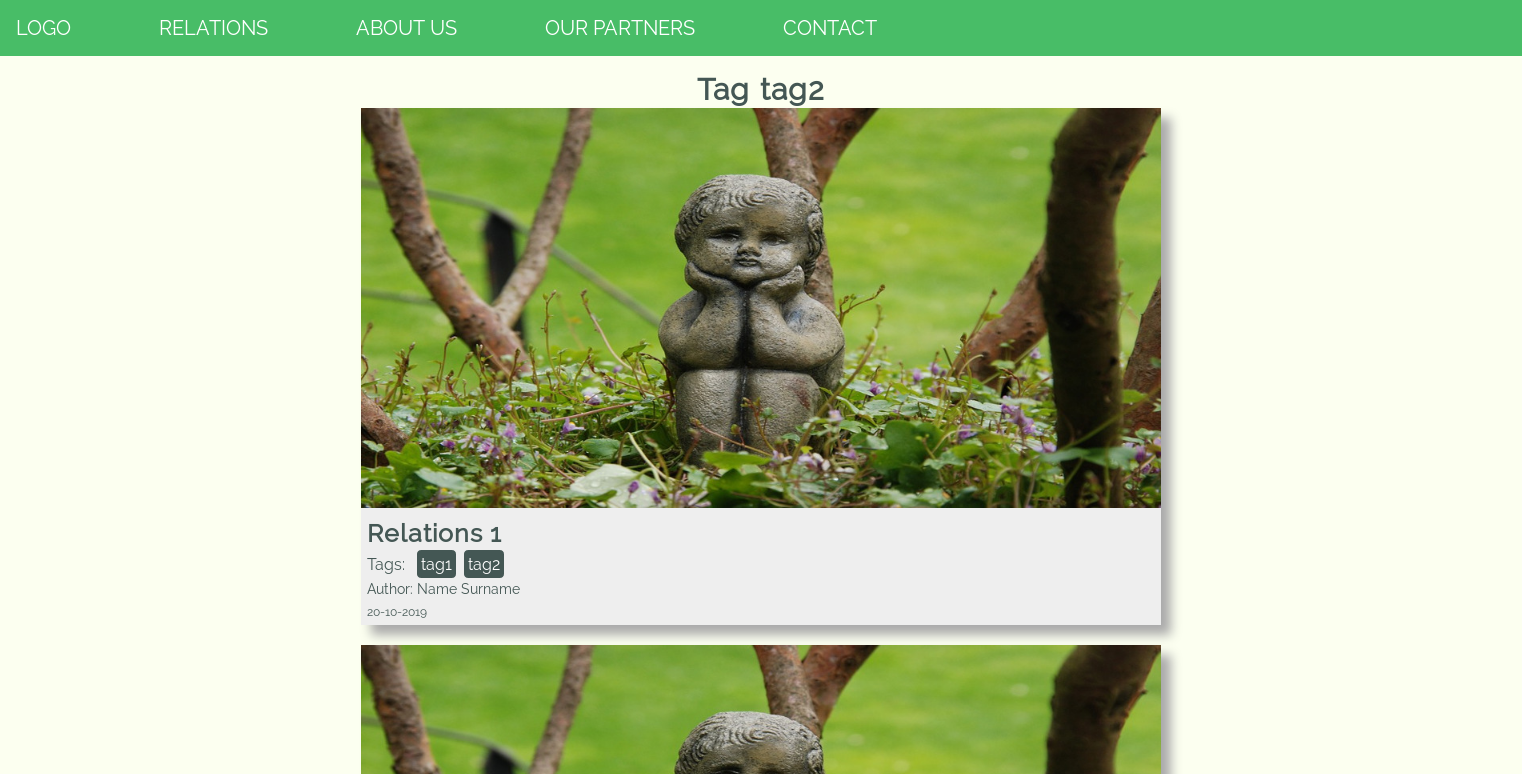 LOGO RELATIONS ABOUT US OUR PARTNERS CONTACT
Tag tag2
Relations 1
Tags: tag1 tag2
Author: Name Surname
20-10-2019